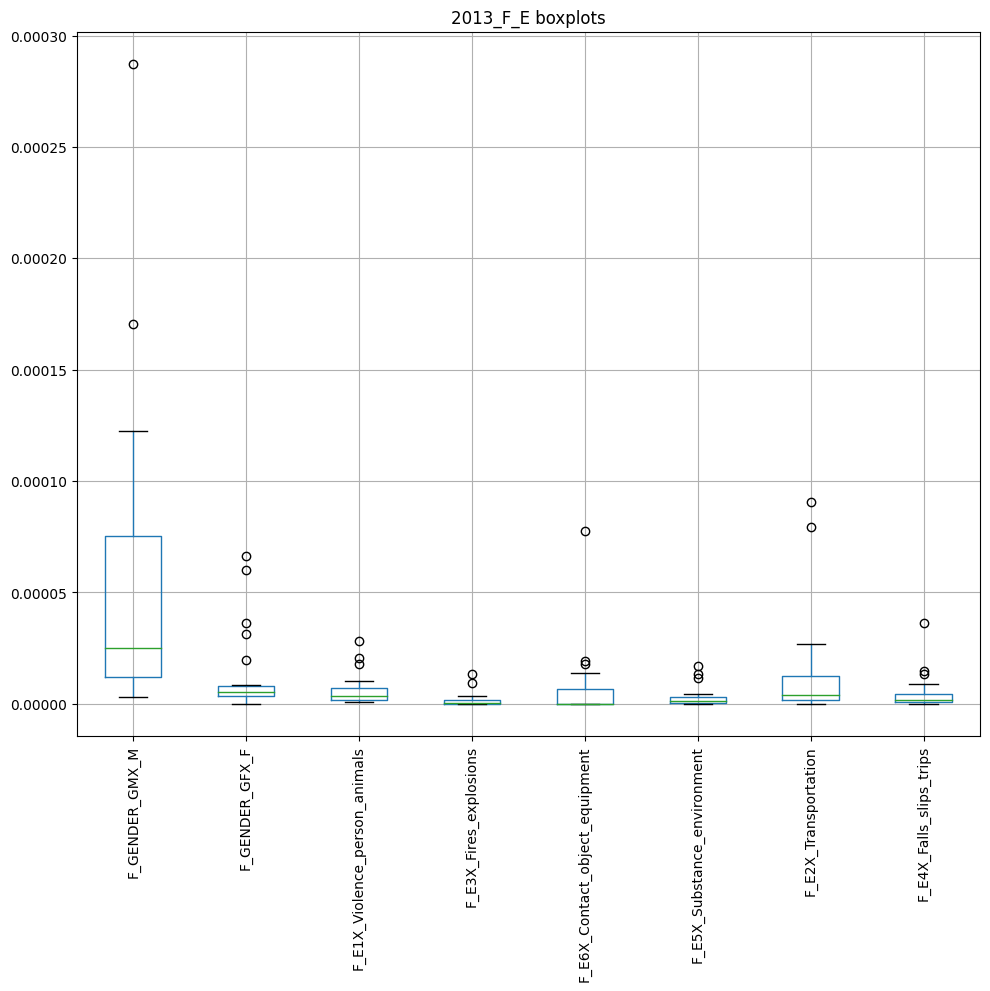 2013_F_E boxplots
0.00030
0.00025
0.00020
0.00015
0.00010
0.00005
0.00000
F_GENDER_GMX_M
F_GENDER_GFX_F
F_E1X_Violence_person_animals
F_E3X_Fires_explosions
F_E6X_Contact_object_equipment
F_E5X_Substance_environment
F_E2X_Transportation
F_E4X_Falls_slips_trips